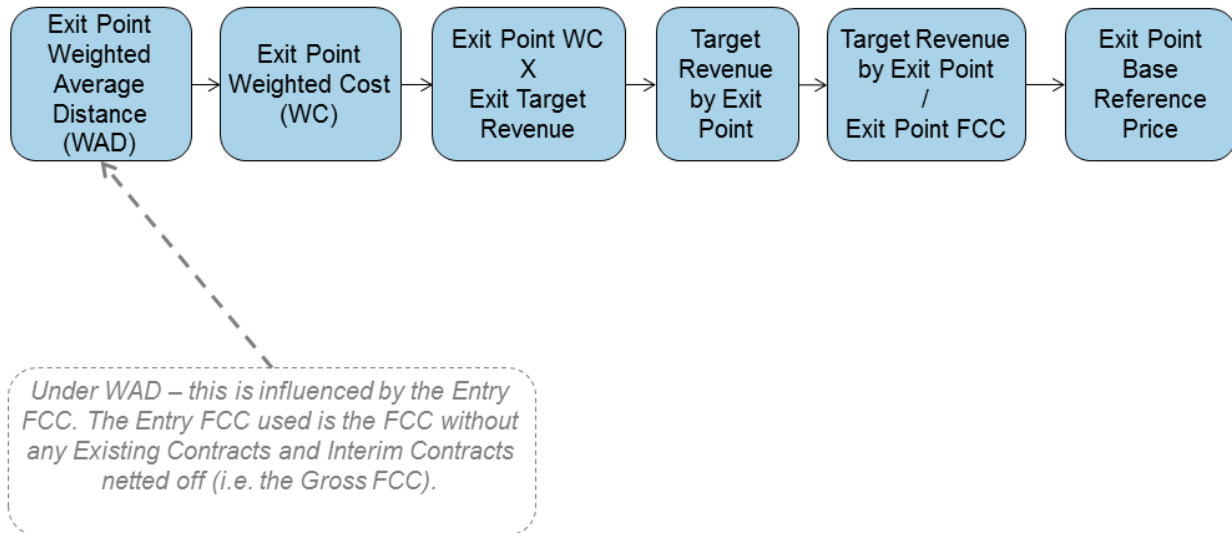 Exit Point
Weighted
Average
Distance
(WAD)
Exit Point
Weighted Cost
(WC)
Exit Point WC
X
Exit Target
Revenue
Target
Revenue
by Exit
Point
Target Revenue
by Exit Point
/
Exit Point FCC
Exit Point
Base
Reference
Price
Under WAD – this is influenced by the Entry
FCC. The Entry FCC used is the FCC without
any Existing Contracts and Interim Contracts
netted off (i.e. the Gross FCC).